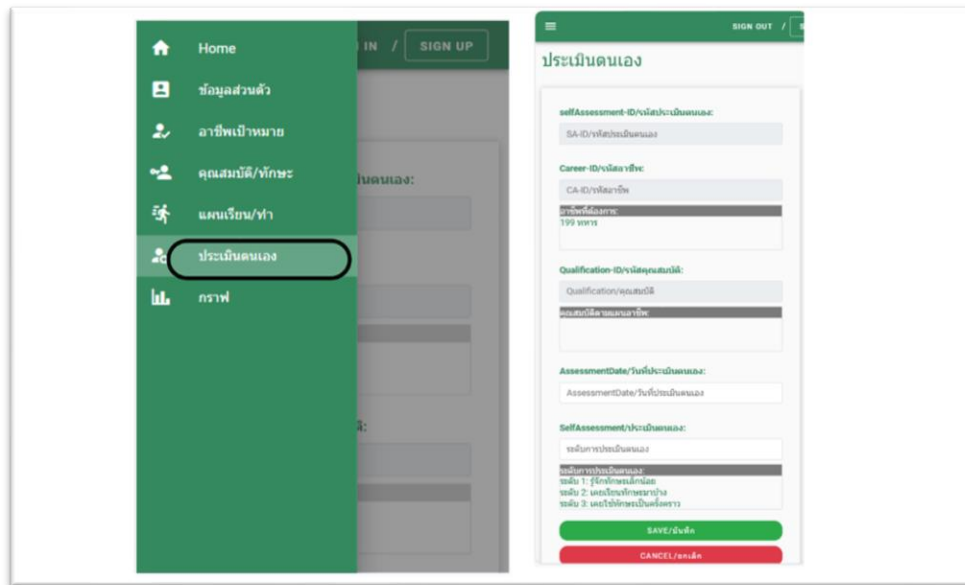 Home
IN / SIGN UP
ข้อมูลส่วนตัว
อาชีพเป้าหมาย
คุณสมบัติ/ทักษะ
แผนเรียน/ทำ
ประเมินตนเอง
กราฟ
เมินตนเอง:
ติ:
SIGN OUT / S
ประเมินตนเอง
selfAssessment-ID/รหัสประเมินตนเอง:
SA-ID/รหัสประเมินตนเอง
Career-ID/รหัสอาชีพ:
CA-ID/รหัสอาชีพ
อาชีพที่ต้องการ:
199 ทหาร
Qualification-ID/รหัสคุณสมบัติ:
Qualification/คุณสมบัติ
คุณสมบัติตามแผนอาชีพ:
AssessmentDate/วันที่ประเมินตนเอง:
AssessmentDate/วันที่ประเมินตนเอง
SelfAssessment/ประเมินตนเอง:
ระดับการประเมินตนเอง
ระดับการประเมินตนเอง:
ระดับ 1: รู้จักทักษะเล็กน้อย
ระดับ 2: เคยเรียนทักษะมาบ้าง
ระดับ 3: เคยใช้ทักษะเป็นครั้งคราว
SAVE/บันทึก
CANCEL/ยกเลิก